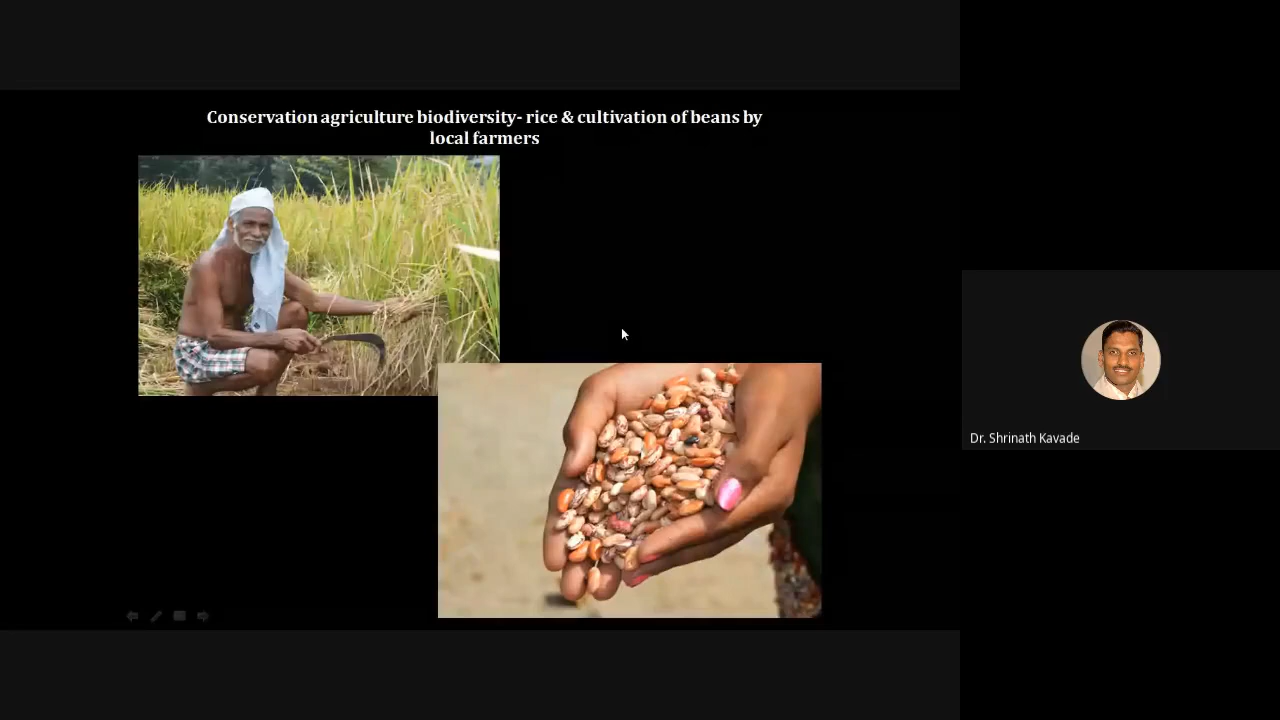 Conservation agriculture biodiversity- rice & cultivation of beans by
local farmers
Dr. Shrinath Kavade